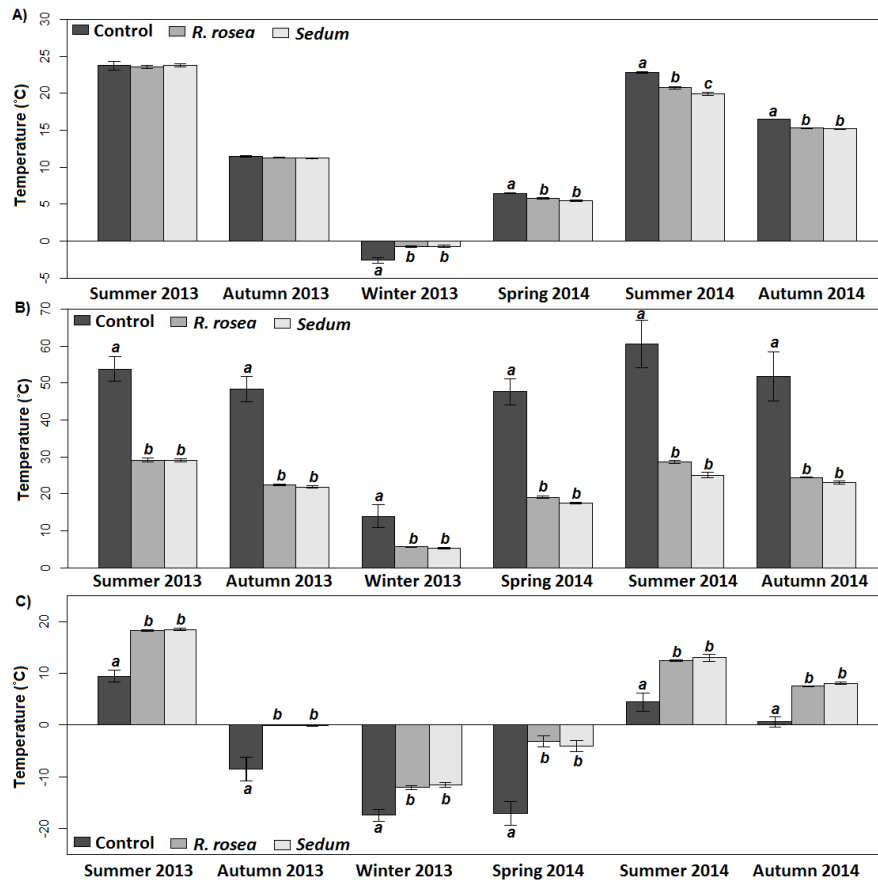 A)
Control R. rosea Sedum
Temperature (˚C)
30
25
20
15
10
5
0
-5
a b c
a b b
a b b
a b b
Summer 2013 Autumn 2013 Winter 2013 Spring 2014 Summer 2014 Autumn 2014
B)
Control R. rosea Sedum
Temperature (˚C)
70
60
50
40
30
20
10
0
a b b
a b b
a b b
a b b
a b b
a b b
Summer 2013 Autumn 2013 Winter 2013 Spring 2014 Summer 2014 Autumn 2014
C)
Temperature (˚C)
20
10
0
-10
-20
a b b
a b b
a b b
a b b
a b b
a b b
Control R. rosea Sedum
Summer 2013 Autumn 2013 Winter 2013 Spring 2014 Summer 2014 Autumn 2014